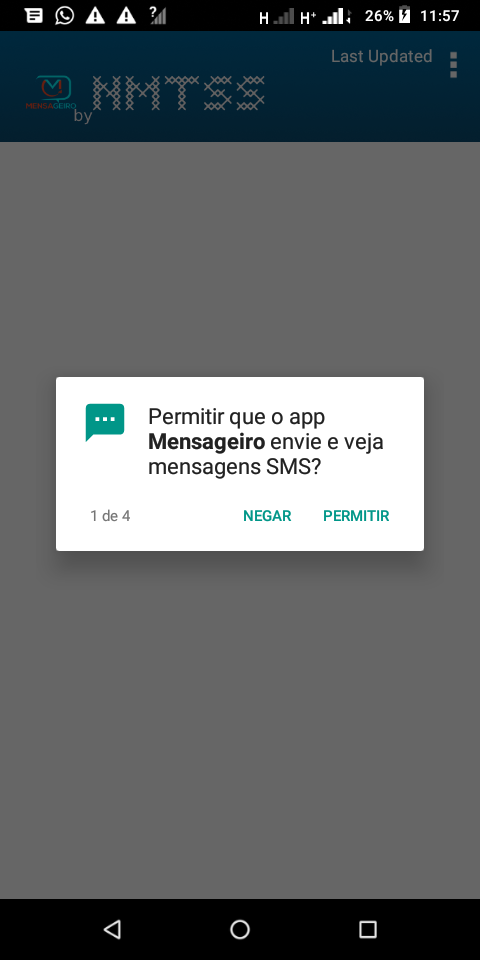 ? H H+ 26% 11:57
Last Updated
MENSAGEIRO
by HMTSS
Permitir que o app
Mensageiro envie e veja
mensagens SMS?
1 de 4 NEGAR PERMITIR